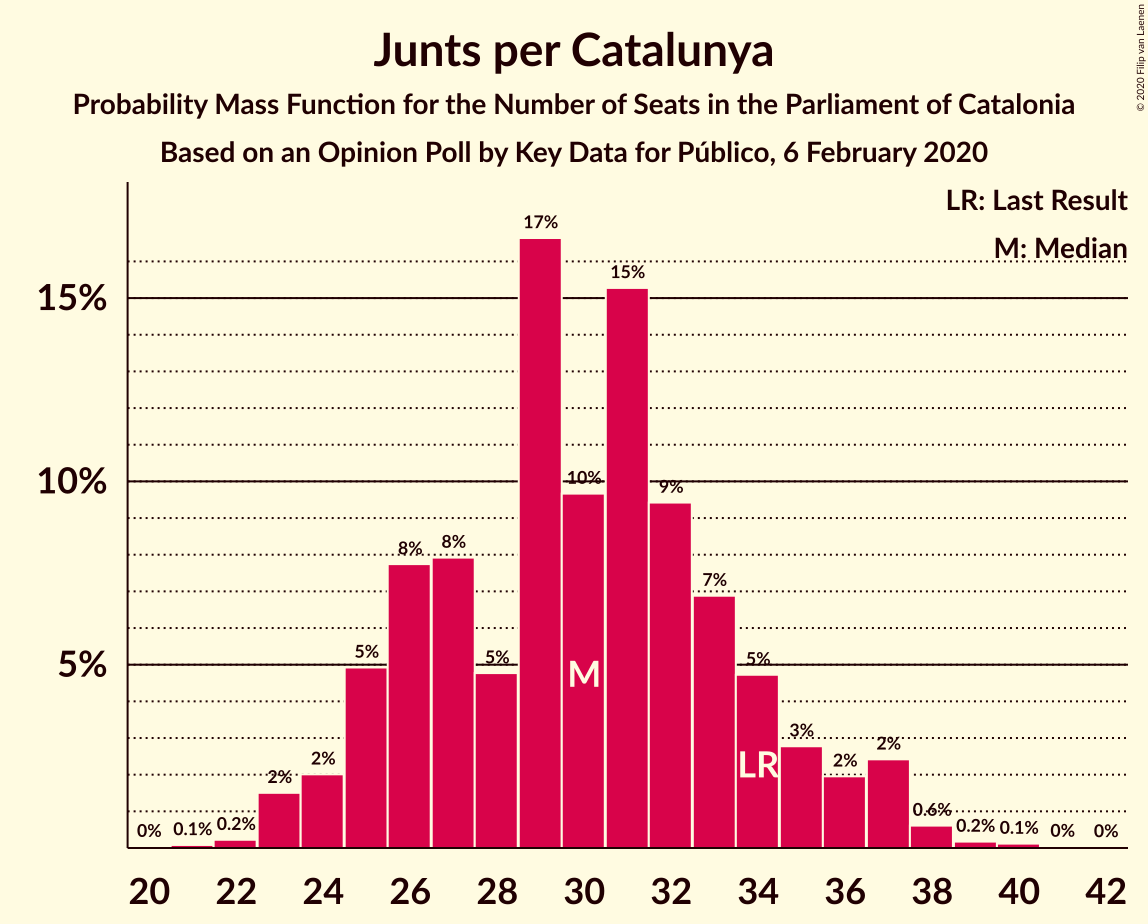 © 2020 Filip van Laenen
Junts per Catalunya
Probability Mass Function for the Number of Seats in the Parliament of Catalonia
Based on an Opinion Poll by Key Data for Público, 6 February 2020
LR: Last Result
M: Median
15%
10%
5%
0% 0.1% 0.2% 2% 2% 5% 8% 8% 5% 17% 10% 15% 9% 7% 5% 3% 2% 2% 0.6% 0.2% 0.1% 0% 0%
M
LR
20 22 24 26 28 30 32 34 36 38 40 42